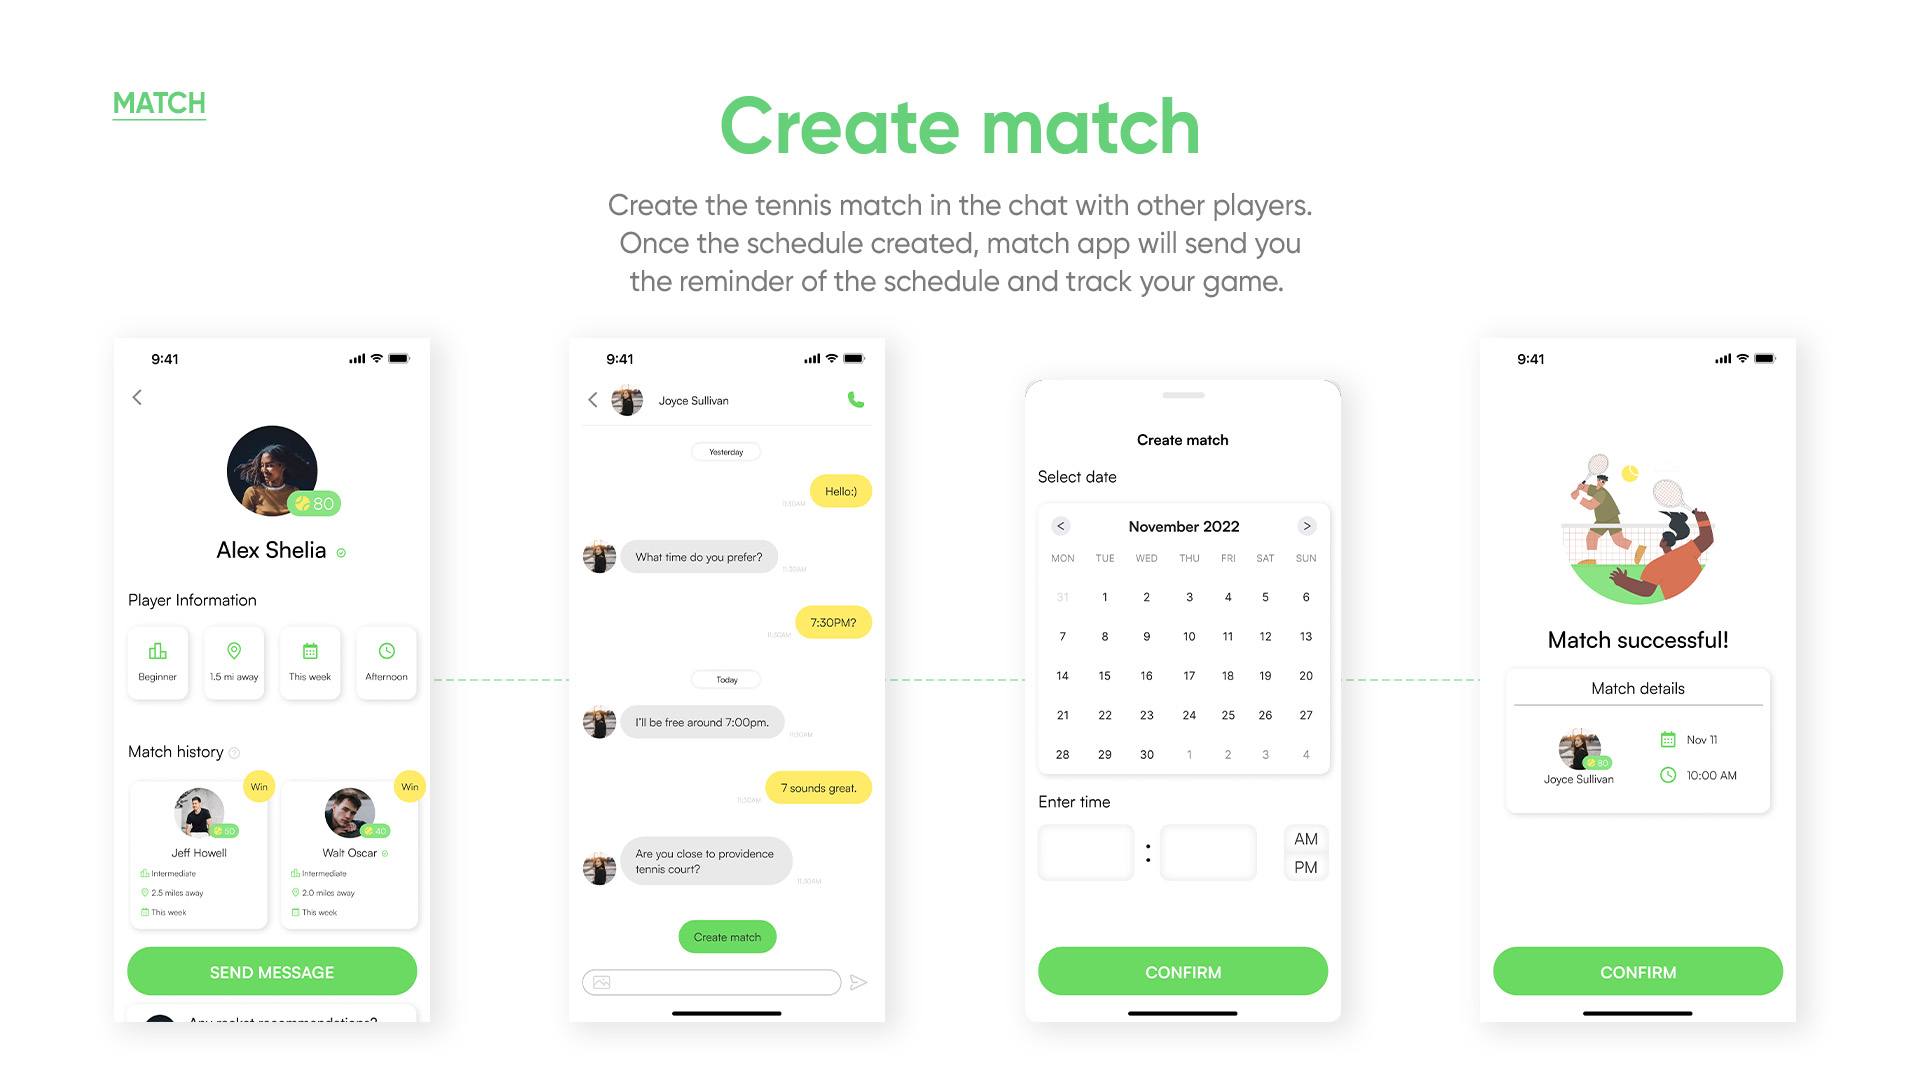 MATCH
Create match
Create the tennis match in the chat with other players.
Once the schedule created, match app will send you
the reminder of the schedule and track your game.
9:41
80
Alex Shelia
Player Information
Beginner
1.5 mi away
This week
Afternoon
Match history
Win
50
Jeff Howell
Intermediate
2.5 miles away
This week
Win
40
Walt Oscar
Intermediate
2.0 miles away
This week
SEND MESSAGE
9:41
Joyce Sullivan
Yesterday
Hello:)
11:30AM
What time do you prefer?
11:30AM
7:30PM?
11:30AM
Today
I'll be free around 7:00pm.
11:30AM
7 sounds great.
11:30AM
Are you close to providence
tennis court?
11:30AM
Create match
Create match
Select date
< November 2022 >
MON TUE WED THU FRI SAT SUN
31 1 2 3 4 5 6
7 8 9 10 11 12 13
14 15 16 17 18 19 20
21 22 23 24 25 26 27
28 29 30 1 2 3 4
Enter time
:
AM
PM
CONFIRM
9:41
Match successful!
Match details
80
Joyce Sullivan
Nov 11
10:00 AM
CONFIRM